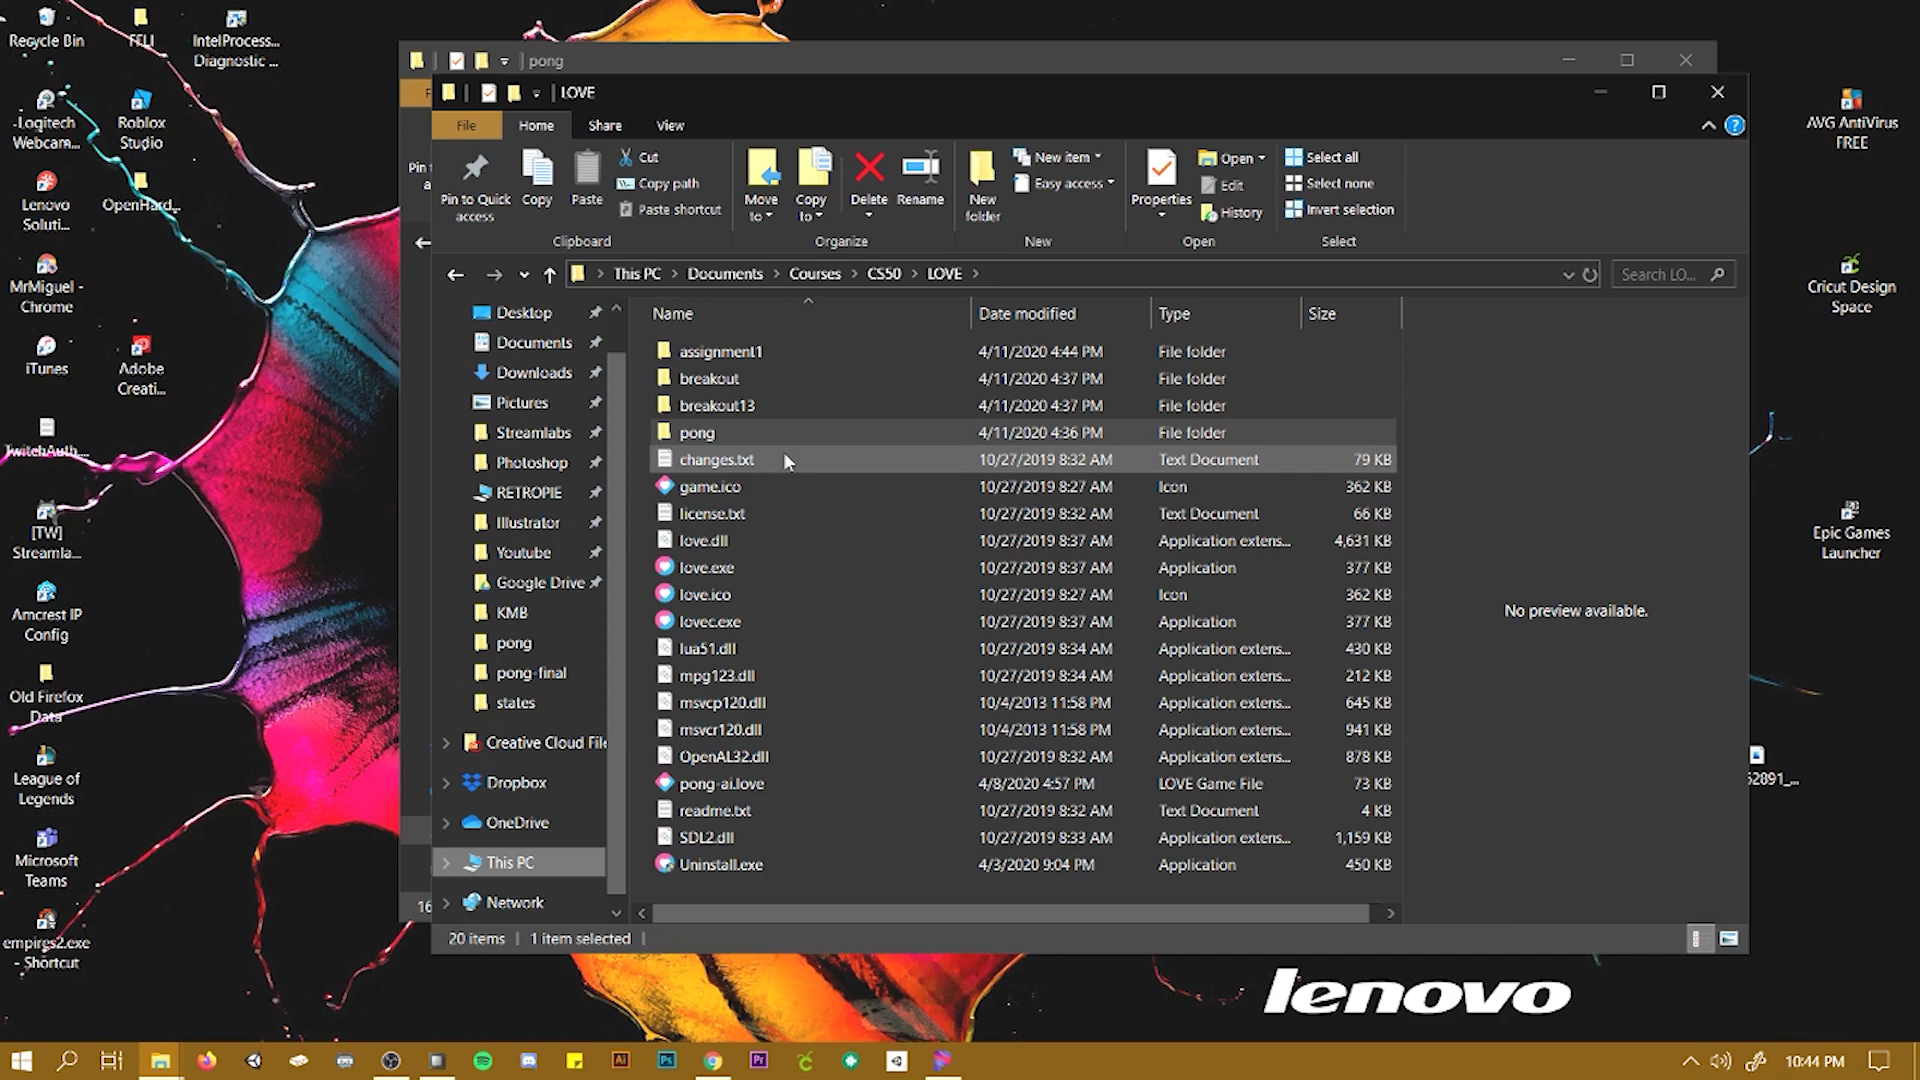 Recycle Bin
FFLI
IntelProcess...
Diagnostic ...
Logitech
Webcam...
Roblox
Studio
Lenovo
Soluti...
OpenHard...
MrMiguel -
Chrome
iTunes
Adobe
Creati...
TwitchAuth...
[TW]
Streamla...
Amcrest IP
Config
Old Firefox
Data
League of
Legends
Microsoft
Teams
empires2.exe
- Shortcut
pong
F
Pin t
a
16
LOVE
File
Home
Share
View
Pin to Quick
access
Copy
Paste
Cut
Copy path
Paste shortcut
Clipboard
Move
to
Copy
to
Delete
Rename
Organize
New
folder
New item
Easy access
New
Properties
Open
Edit
History
Open
Select all
Select none
Invert selection
Select
This PC > Documents > Courses > CS50 > LOVE >
Search LO...
Desktop
Documents
Downloads
Pictures
Streamlabs
Photoshop
RETROPIE
Illustrator
Youtube
Google Drive
KMB
pong
pong-final
states
Creative Cloud File
Dropbox
OneDrive
This PC
Network
Name Date modified Type Size
assignment1 4/11/2020 4:44 PM File folder
breakout 4/11/2020 4:37 PM File folder
breakout13 4/11/2020 4:37 PM File folder
pong 4/11/2020 4:36 PM File folder
changes.txt 10/27/2019 8:32 AM Text Document 79 KB
game.ico 10/27/2019 8:27 AM Icon 362 KB
license.txt 10/27/2019 8:32 AM Text Document 66 KB
love.dll 10/27/2019 8:37 AM Application extens... 4,631 KB
love.exe 10/27/2019 8:37 AM Application 377 KB
love.ico 10/27/2019 8:27 AM Icon 362 KB
lovec.exe 10/27/2019 8:37 AM Application 377 KB
lua51.dll 10/27/2019 8:34 AM Application extens... 430 KB
mpg123.dll 10/27/2019 8:34 AM Application extens... 212 KB
msvcp120.dll 10/4/2013 11:58 PM Application extens... 645 KB
msvcr120.dll 10/4/2013 11:58 PM Application extens... 941 KB
OpenAL32.dll 10/27/2019 8:32 AM Application extens... 878 KB
pong-ai.love 4/8/2020 4:57 PM LOVE Game File 73 KB
readme.txt 10/27/2019 8:32 AM Text Document 4 KB
SDL2.dll 10/27/2019 8:33 AM Application extens... 1,159 KB
Uninstall.exe 4/3/2020 9:04 PM Application 450 KB
No preview available.
20 items | 1 item selected |
AVG AntiVirus
FREE
Cricut Design
Space
Epic Games
Launcher
52891_...
lenovo
Ai
Ps
Pr
10:44 PM